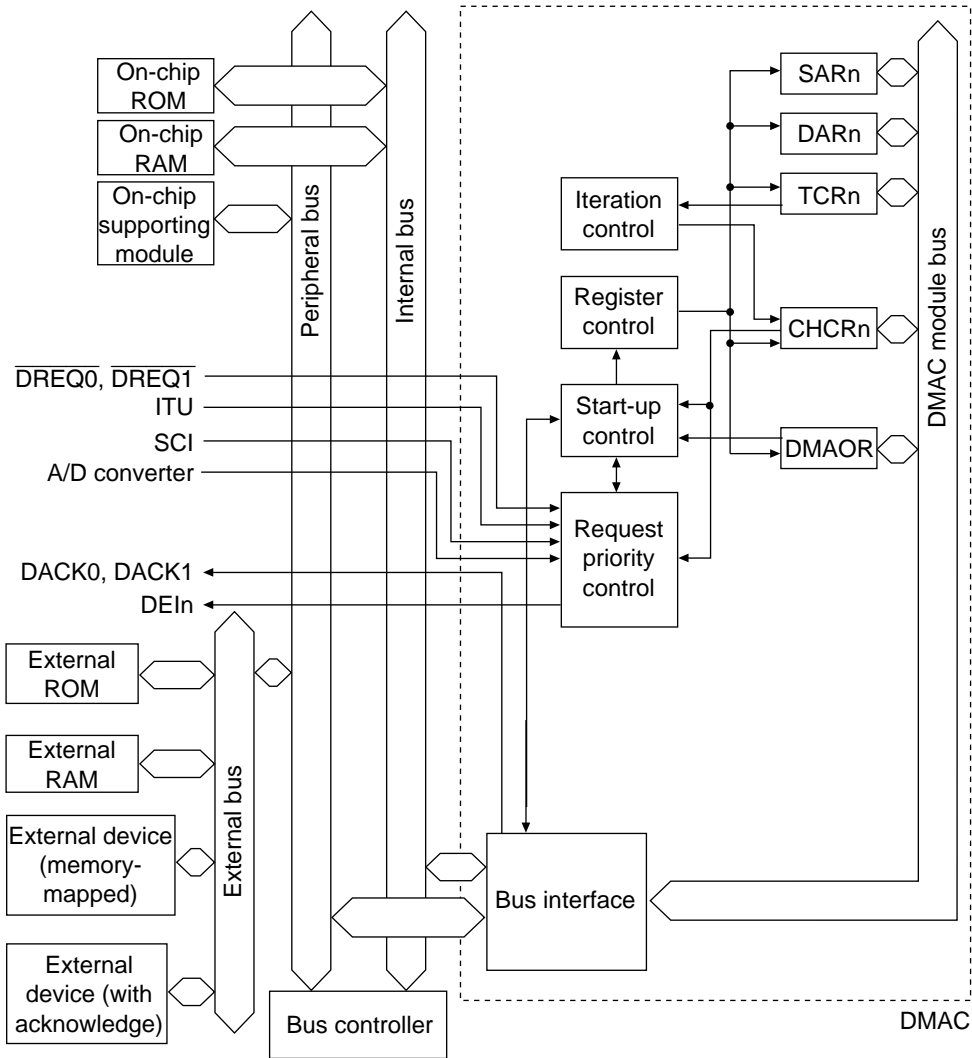 On-chip
ROM
On-chip
RAM
On-chip
supporting
module
Peripheral bus
Internal bus
DREQ0, DREQ1
ITU
SCI
A/D converter
DACK0, DACK1
DEIn
External
ROM
External
RAM
External device
(memory-
mapped)
External
device (with
acknowledge)
External bus
Bus controller
Iteration
control
Register
control
Start-up
control
Request
priority
control
Bus interface
SARn
DARn
TCRn
CHCRn
DMAOR
DMAC module bus
DMAC